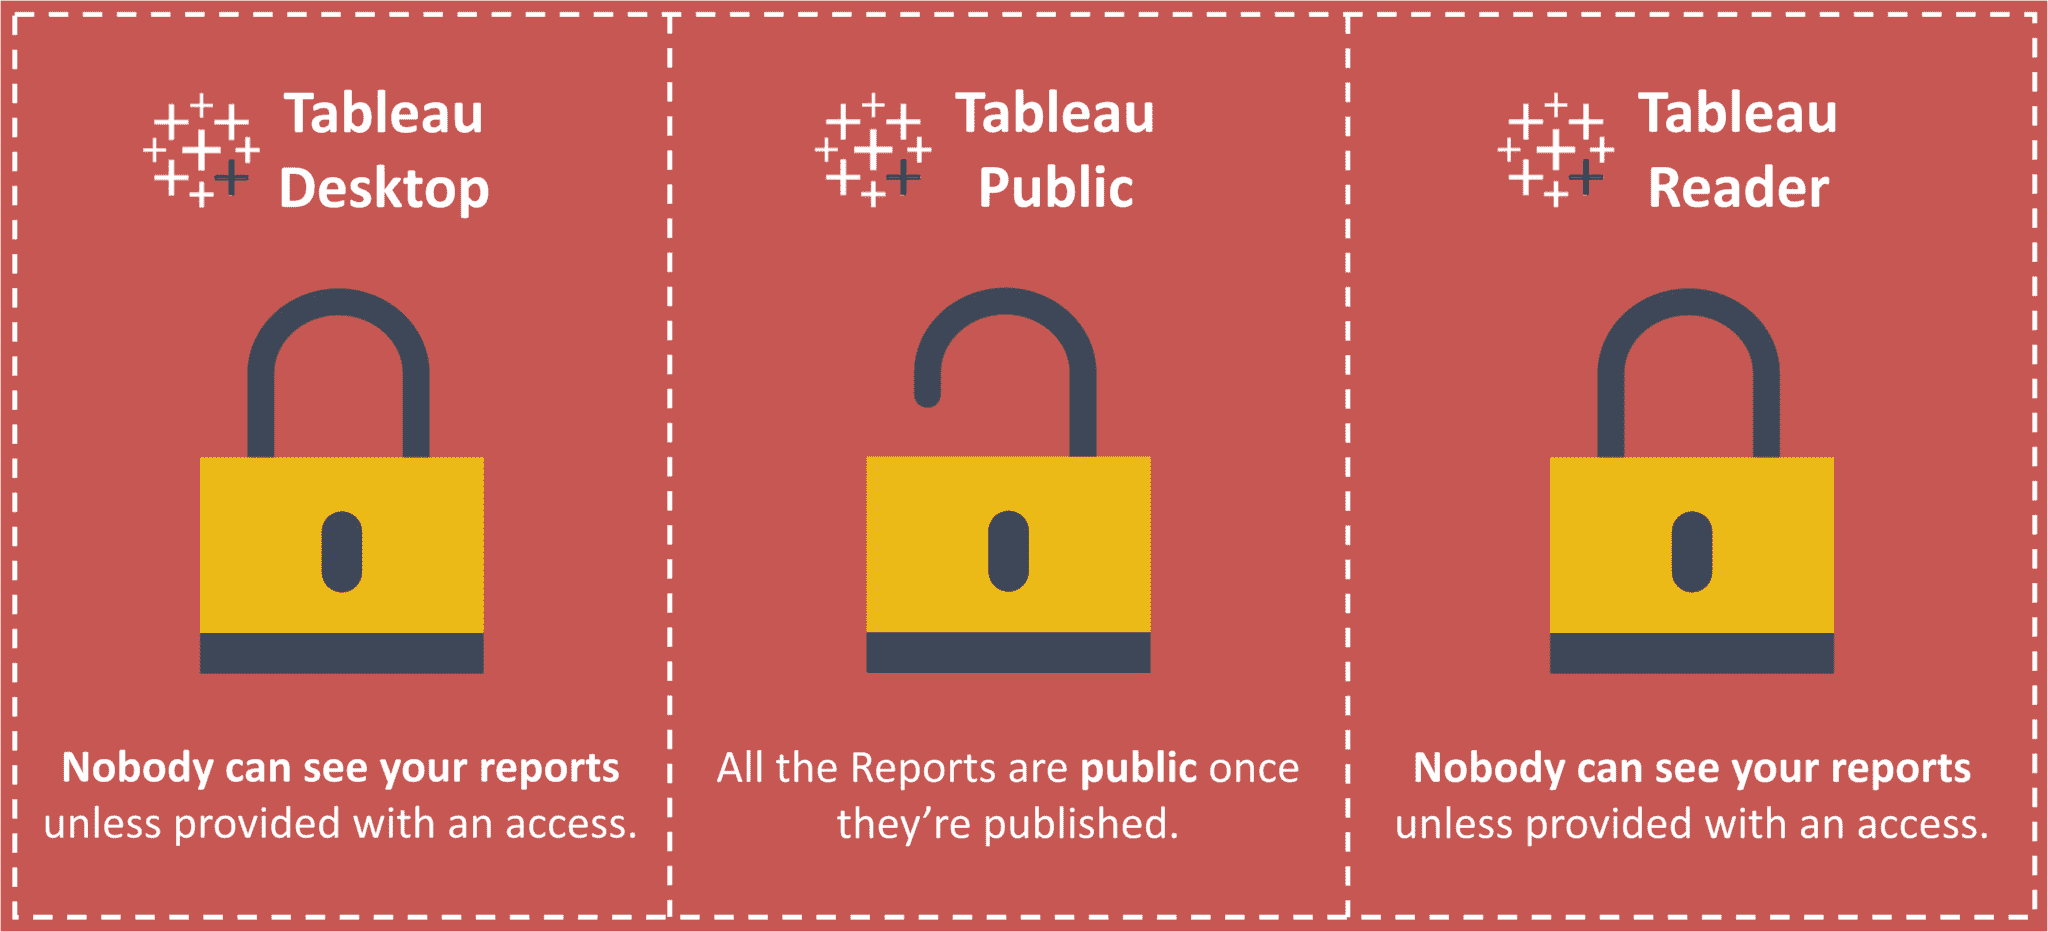 Tableau
Desktop
Nobody can see your reports
unless provided with an access.
Tableau
Public
All the Reports are public once
they’re published.
Tableau
Reader
Nobody can see your reports
unless provided with an access.